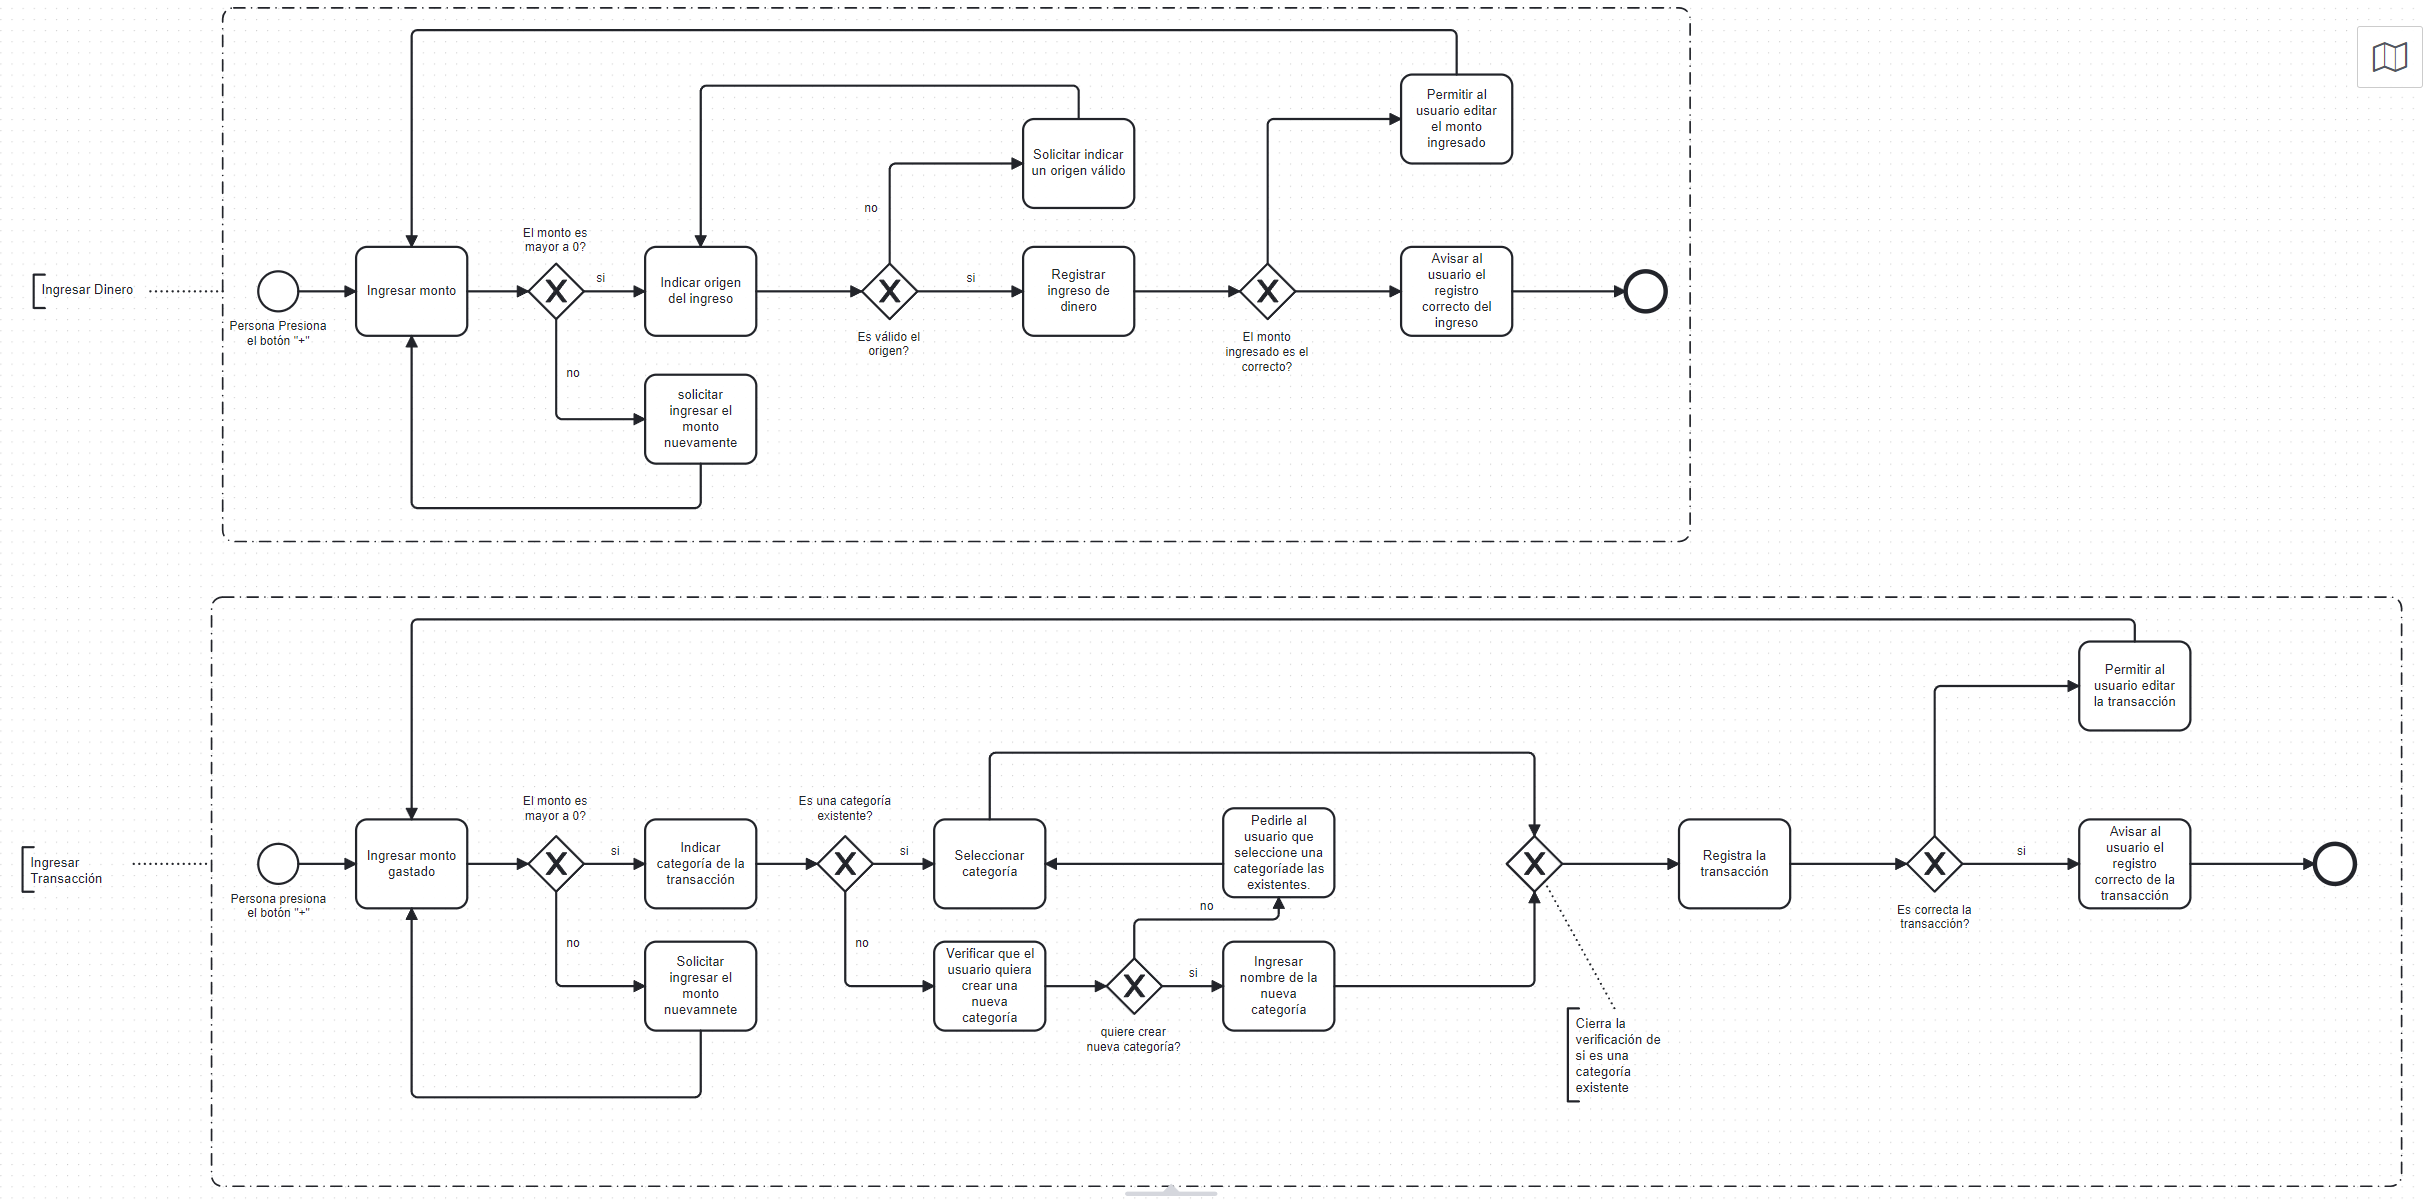 Permitir al
usuario editar
el monto
ingresado
Solicitar indicar
un origen válido
no
El monto es
mayor a 0?
Ingresar Dinero
Persona Presiona
el botón "+"
Ingresar monto
si
Indicar origen
del ingreso
Es válido el
origen?
si
Registrar
ingreso de
dinero
El monto
ingresado es el
correcto?
Avisar al
usuario el
registro
correcto del
ingreso
no
solicitar
ingresar el
monto
nuevamente
Permitir al
usuario editar
la transacción
El monto es
mayor a 0?
Es una categoría
existente?
Ingresar
Transacción
Persona presiona
el botón "+"
Ingresar monto
gastado
si
Indicar
categoría de la
transacción
si
Seleccionar
categoría
Pedirle al
usuario que
seleccione una
categoríade las
existentes.
Registra la
transacción
Es correcta la
transacción?
si
Avisar al
usuario el
registro
correcto de la
transacción
no
Solicitar
ingresar el
monto
nuevamnete
no
Verificar que el
usuario quiera
crear una
nueva
categoría
no
quiere crear
nueva categoría?
si
Ingresar
nombre de la
nueva
categoría
Cierra la
verificación de
si es una
categoría
existente